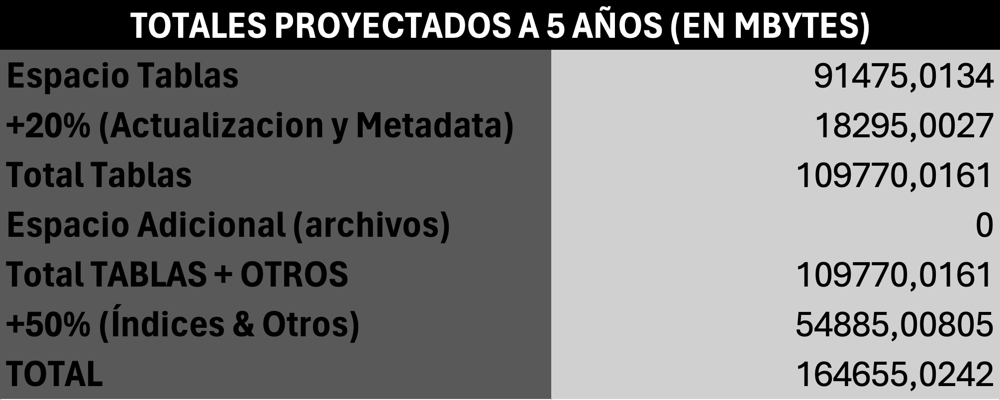 TOTALES PROYECTADOS A 5 AÑOS (EN MBYTES)
Espacio Tablas 91475,0134
+20% (Actualizacion y Metadata) 18295,0027
Total Tablas 109770,0161
Espacio Adicional (archivos) 0
Total TABLAS + OTROS 109770,0161
+50% (Índices & Otros) 54885,00805
TOTAL 164655,0242